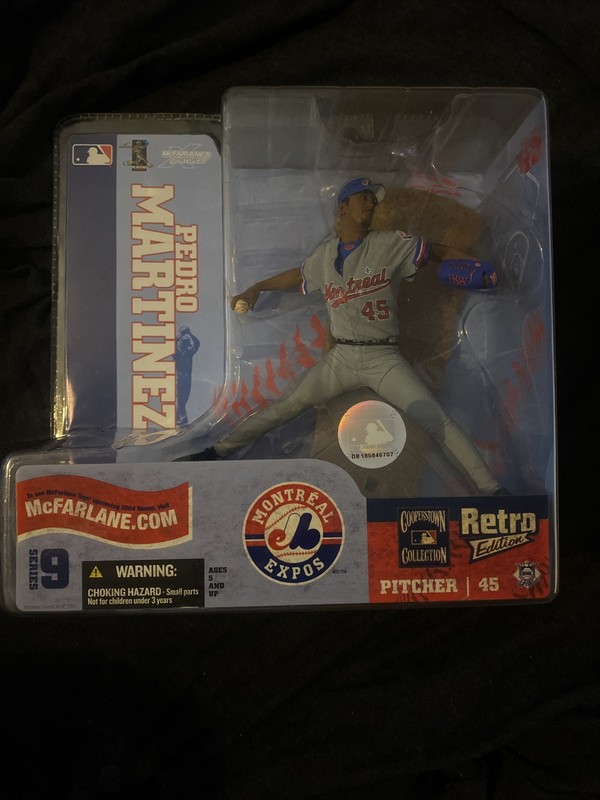 PEDRO
MARTINEZ
Montreal
45
DB 185846707
McFARLANE.COM
SERIES 9
WARNING:
CHOKING HAZARD - Small parts
Not for children under 3 years
AGES
5
AND
UP
MONTRÉAL
EXPOS
COOPERSTOWN
COLLECTION
Retro
Edition
PITCHER | 45